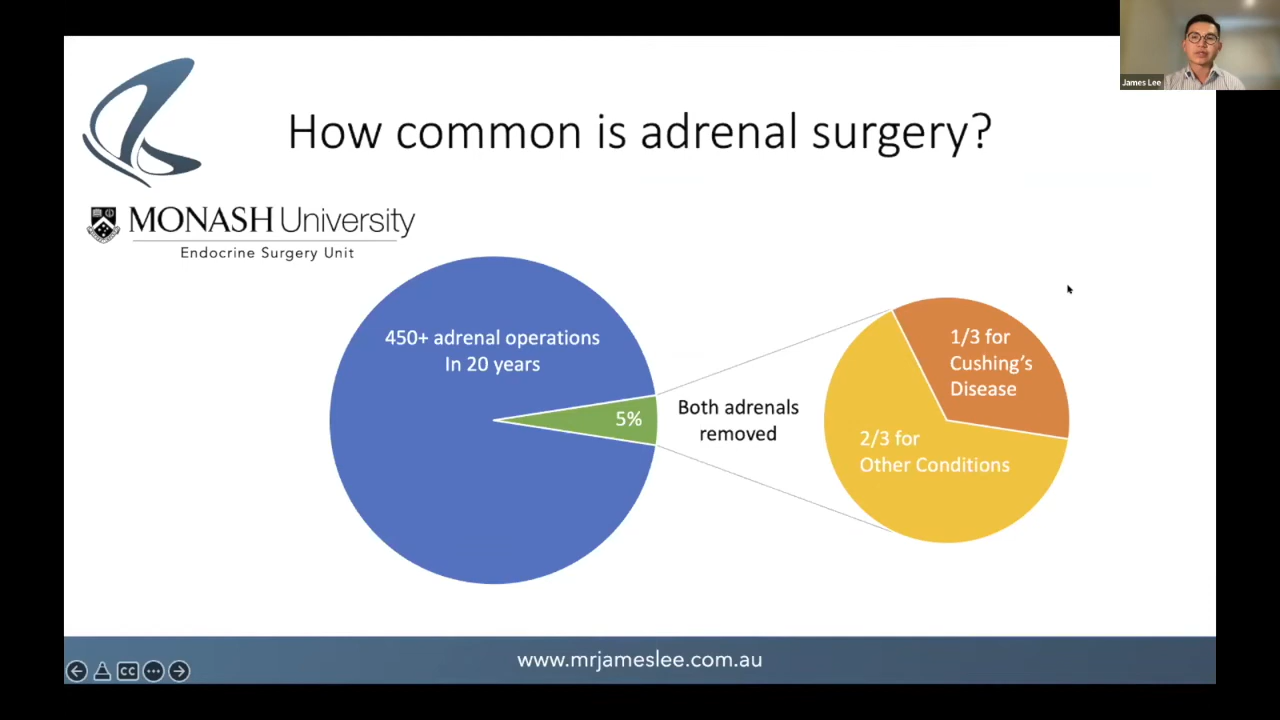 James Lee
How common is adrenal surgery?
MONASH University
Endocrine Surgery Unit
450+ adrenal operations
In 20 years
5%
Both adrenals
removed
1/3 for
Cushing’s
Disease
2/3 for
Other Conditions
www.mrjameslee.com.au
CC